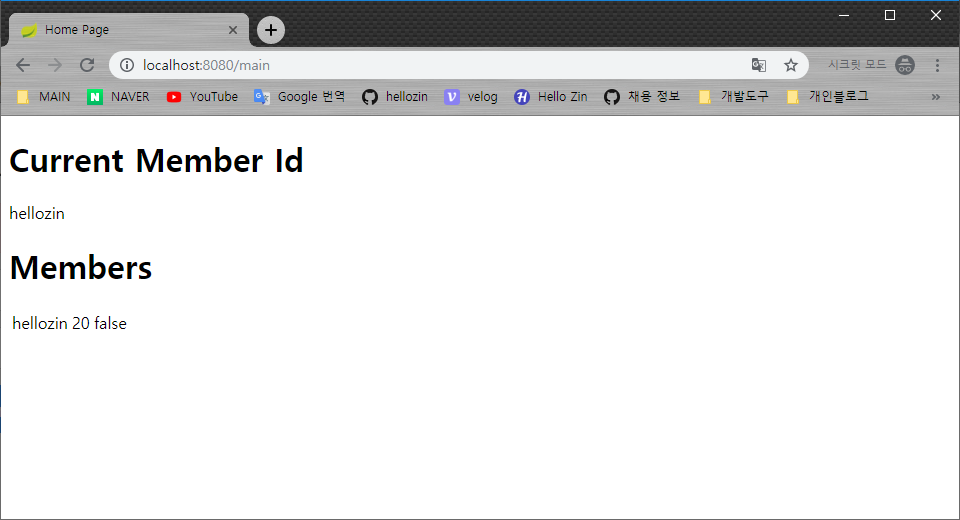 Home Page
localhost:8080/main
시크릿 모드
MAIN NAVER YouTube Google 번역 hellozin velog Hello Zin 채용 정보 개발도구 개인블로그 »
Current Member Id
hellozin
Members
hellozin 20 false